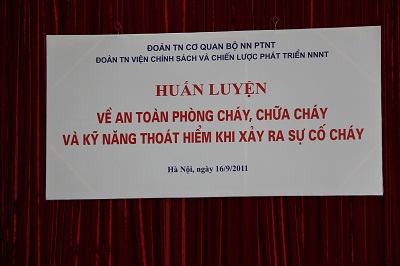 ĐOÀN TN CƠ QUAN BỘ NN PTNT
ĐOÀN TN VIỆN CHÍNH SÁCH VÀ CHIẾN LƯỢC PHÁT TRIỂN NNNT
HUẤN LUYỆN
VỀ AN TOÀN PHÒNG CHÁY, CHỮA CHÁY
VÀ KỸ NĂNG THOÁT HIỂM KHI XẢY RA SỰ CỐ CHÁY
Hà Nội, ngày 16/9/2011